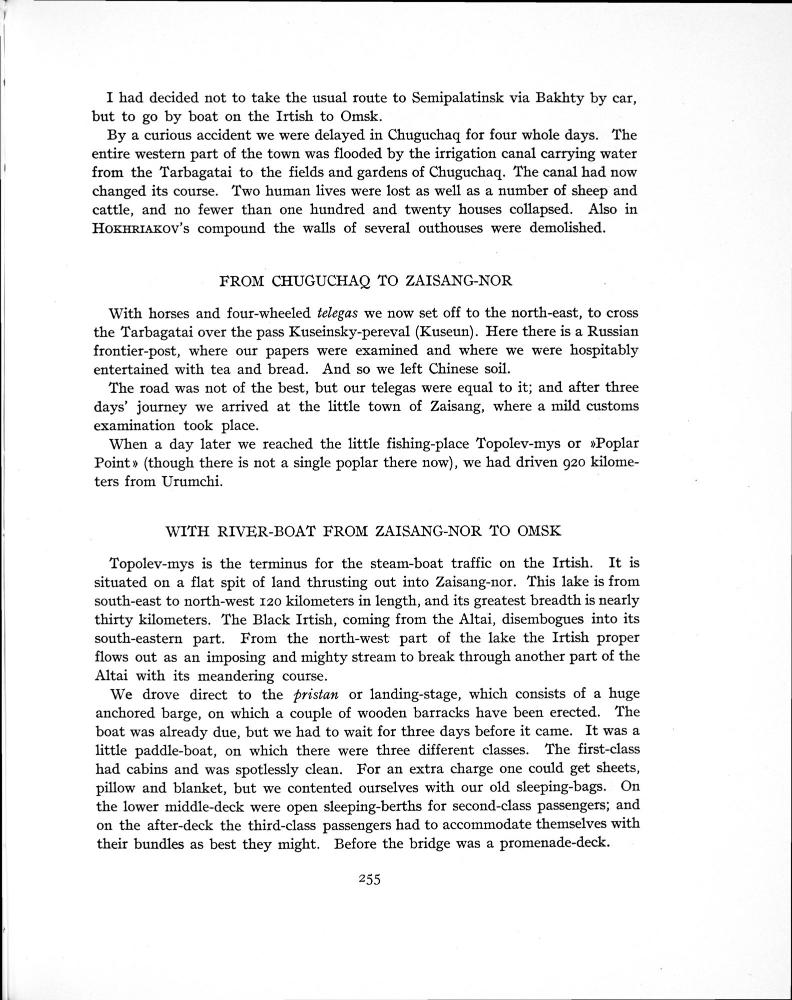 I had decided not to take the usual route to Semipalatinsk via Bakhty by car,
but to go by boat on the Irtish to Omsk.
By a curious accident we were delayed in Chuguchaq for four whole days. The
entire western part of the town was flooded by the irrigation canal carrying water
from the Tarbagatai to the fields and gardens of Chuguchaq. The canal had now
changed its course. Two human lives were lost as well as a number of sheep and
cattle, and no fewer than one hundred and twenty houses collapsed. Also in
HOKHRIAKOV's compound the walls of several outhouses were demolished.
FROM CHUGUCHAQ TO ZAISANG-NOR
With horses and four-wheeled telegas we now set off to the north-east, to cross
the Tarbagatai over the pass Kuseinsky-pereval (Kuseun). Here there is a Russian
frontier-post, where our papers were examined and where we were hospitably
entertained with tea and bread. And so we left Chinese soil.
The road was not of the best, but our telegas were equal to it; and after three
days' journey we arrived at the little town of Zaisang, where a mild customs
examination took place.
When a day later we reached the little fishing-place Topolev-mys or »Poplar
Point» (though there is not a single poplar there now), we had driven 920 kilome-
ters from Urumchi.
WITH RIVER-BOAT FROM ZAISANG-NOR TO OMSK
Topolev-mys is the terminus for the steam-boat traffic on the Irtish. It is
situated on a flat spit of land thrusting out into Zaisang-nor. This lake is from
south-east to north-west 120 kilometers in length, and its greatest breadth is nearly
thirty kilometers. The Black Irtish, coming from the Altai, disembogues into its
south-eastern part. From the north-west part of the lake the Irtish proper
flows out as an imposing and mighty stream to break through another part of the
Altai with its meandering course.
We drove direct to the pristan or landing-stage, which consists of a huge
anchored barge, on which a couple of wooden barracks have been erected. The
boat was already due, but we had to wait for three days before it came. It was a
little paddle-boat, on which there were three different classes. The first-class
had cabins and was spotlessly clean. For an extra charge one could get sheets,
pillow and blanket, but we contented ourselves with our old sleeping-bags. On
the lower middle-deck were open sleeping-berths for second-class passengers; and
on the after-deck the third-class passengers had to accommodate themselves with
their bundles as best they might. Before the bridge was a promenade-deck.
255